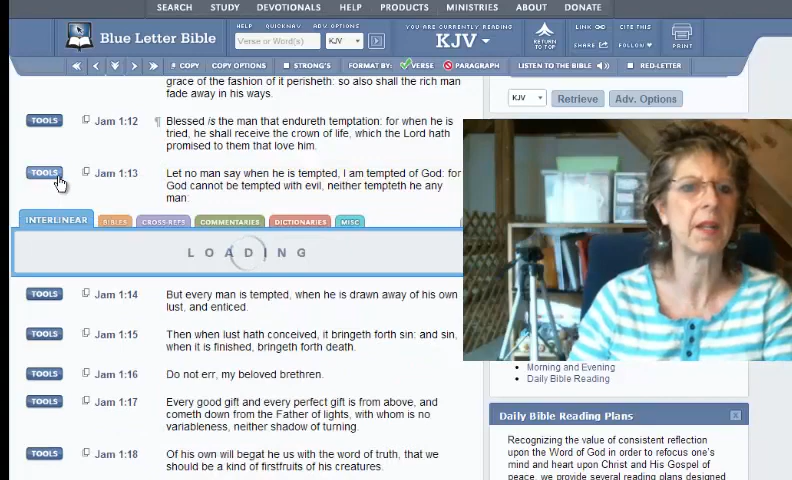 SEARCH STUDY DEVOTIONALS HELP PRODUCTS MINISTRIES ABOUT DONATE
HELP QUICKNAV ADV OPTIONS
Blue Letter Bible
Verse or Word(s)
KJV
YOU ARE CURRENTLY READING
KJV
RETURN TO TOP
LINK
CITE THIS
SHARE
FOLLOW
PRINT
COPY COPY OPTIONS STRONG'S FORMAT BY: VERSE PARAGRAPH LISTEN TO THE BIBLE RED-LETTER
grace of the fashion of it perisheth: so also shall the rich man
fade away in his ways.
TOOLS Jam 1:12 ¶ Blessed is the man that endureth temptation: for when he is
tried, he shall receive the crown of life, which the Lord hath
promised to them that love him.
TOOLS Jam 1:13 Let no man say when he is tempted, I am tempted of God: for
God cannot be tempted with evil, neither tempteth he any
man:
INTERLINEAR BIBLES CROSS-REFS COMMENTARIES DICTIONARIES MISC
LOADING
TOOLS Jam 1:14 But every man is tempted, when he is drawn away of his own
lust, and enticed.
TOOLS Jam 1:15 Then when lust hath conceived, it bringeth forth sin: and sin,
when it is finished, bringeth forth death.
TOOLS Jam 1:16 Do not err, my beloved brethren.
TOOLS Jam 1:17 Every good gift and every perfect gift is from above, and
cometh down from the Father of lights, with whom is no
variableness, neither shadow of turning.
TOOLS Jam 1:18 Of his own will begat he us with the word of truth, that we
should be a kind of firstfruits of his creatures.
KJV Retrieve Adv. Options
Morning and Evening
Daily Bible Reading
Daily Bible Reading Plans
Recognizing the value of consistent reflection
upon the Word of God in order to refocus one's
mind and heart upon Christ and His Gospel of
peace, we provide several reading plans designed